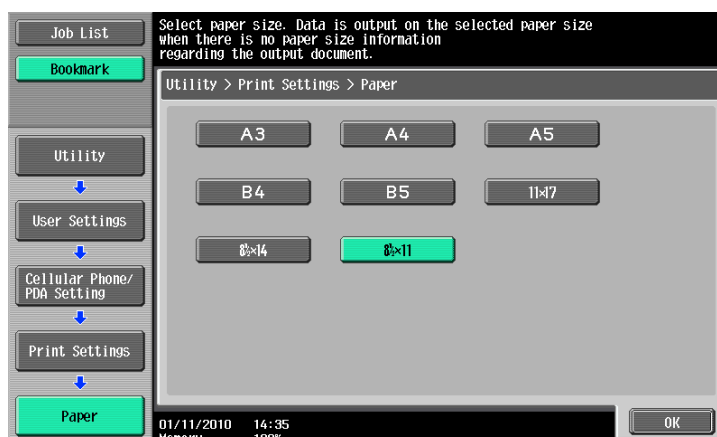 Job List
Bookmark
Utility
User Settings
Cellular Phone/
PDA Setting
Print Settings
Paper
Select paper size. Data is output on the selected paper size
when there is no paper size information
regarding the output document.
Utility > Print Settings > Paper
A3 A4 A5
B4 B5 11×17
8½×14 8½×11
01/11/2010 14:35
Memory 100%
OK